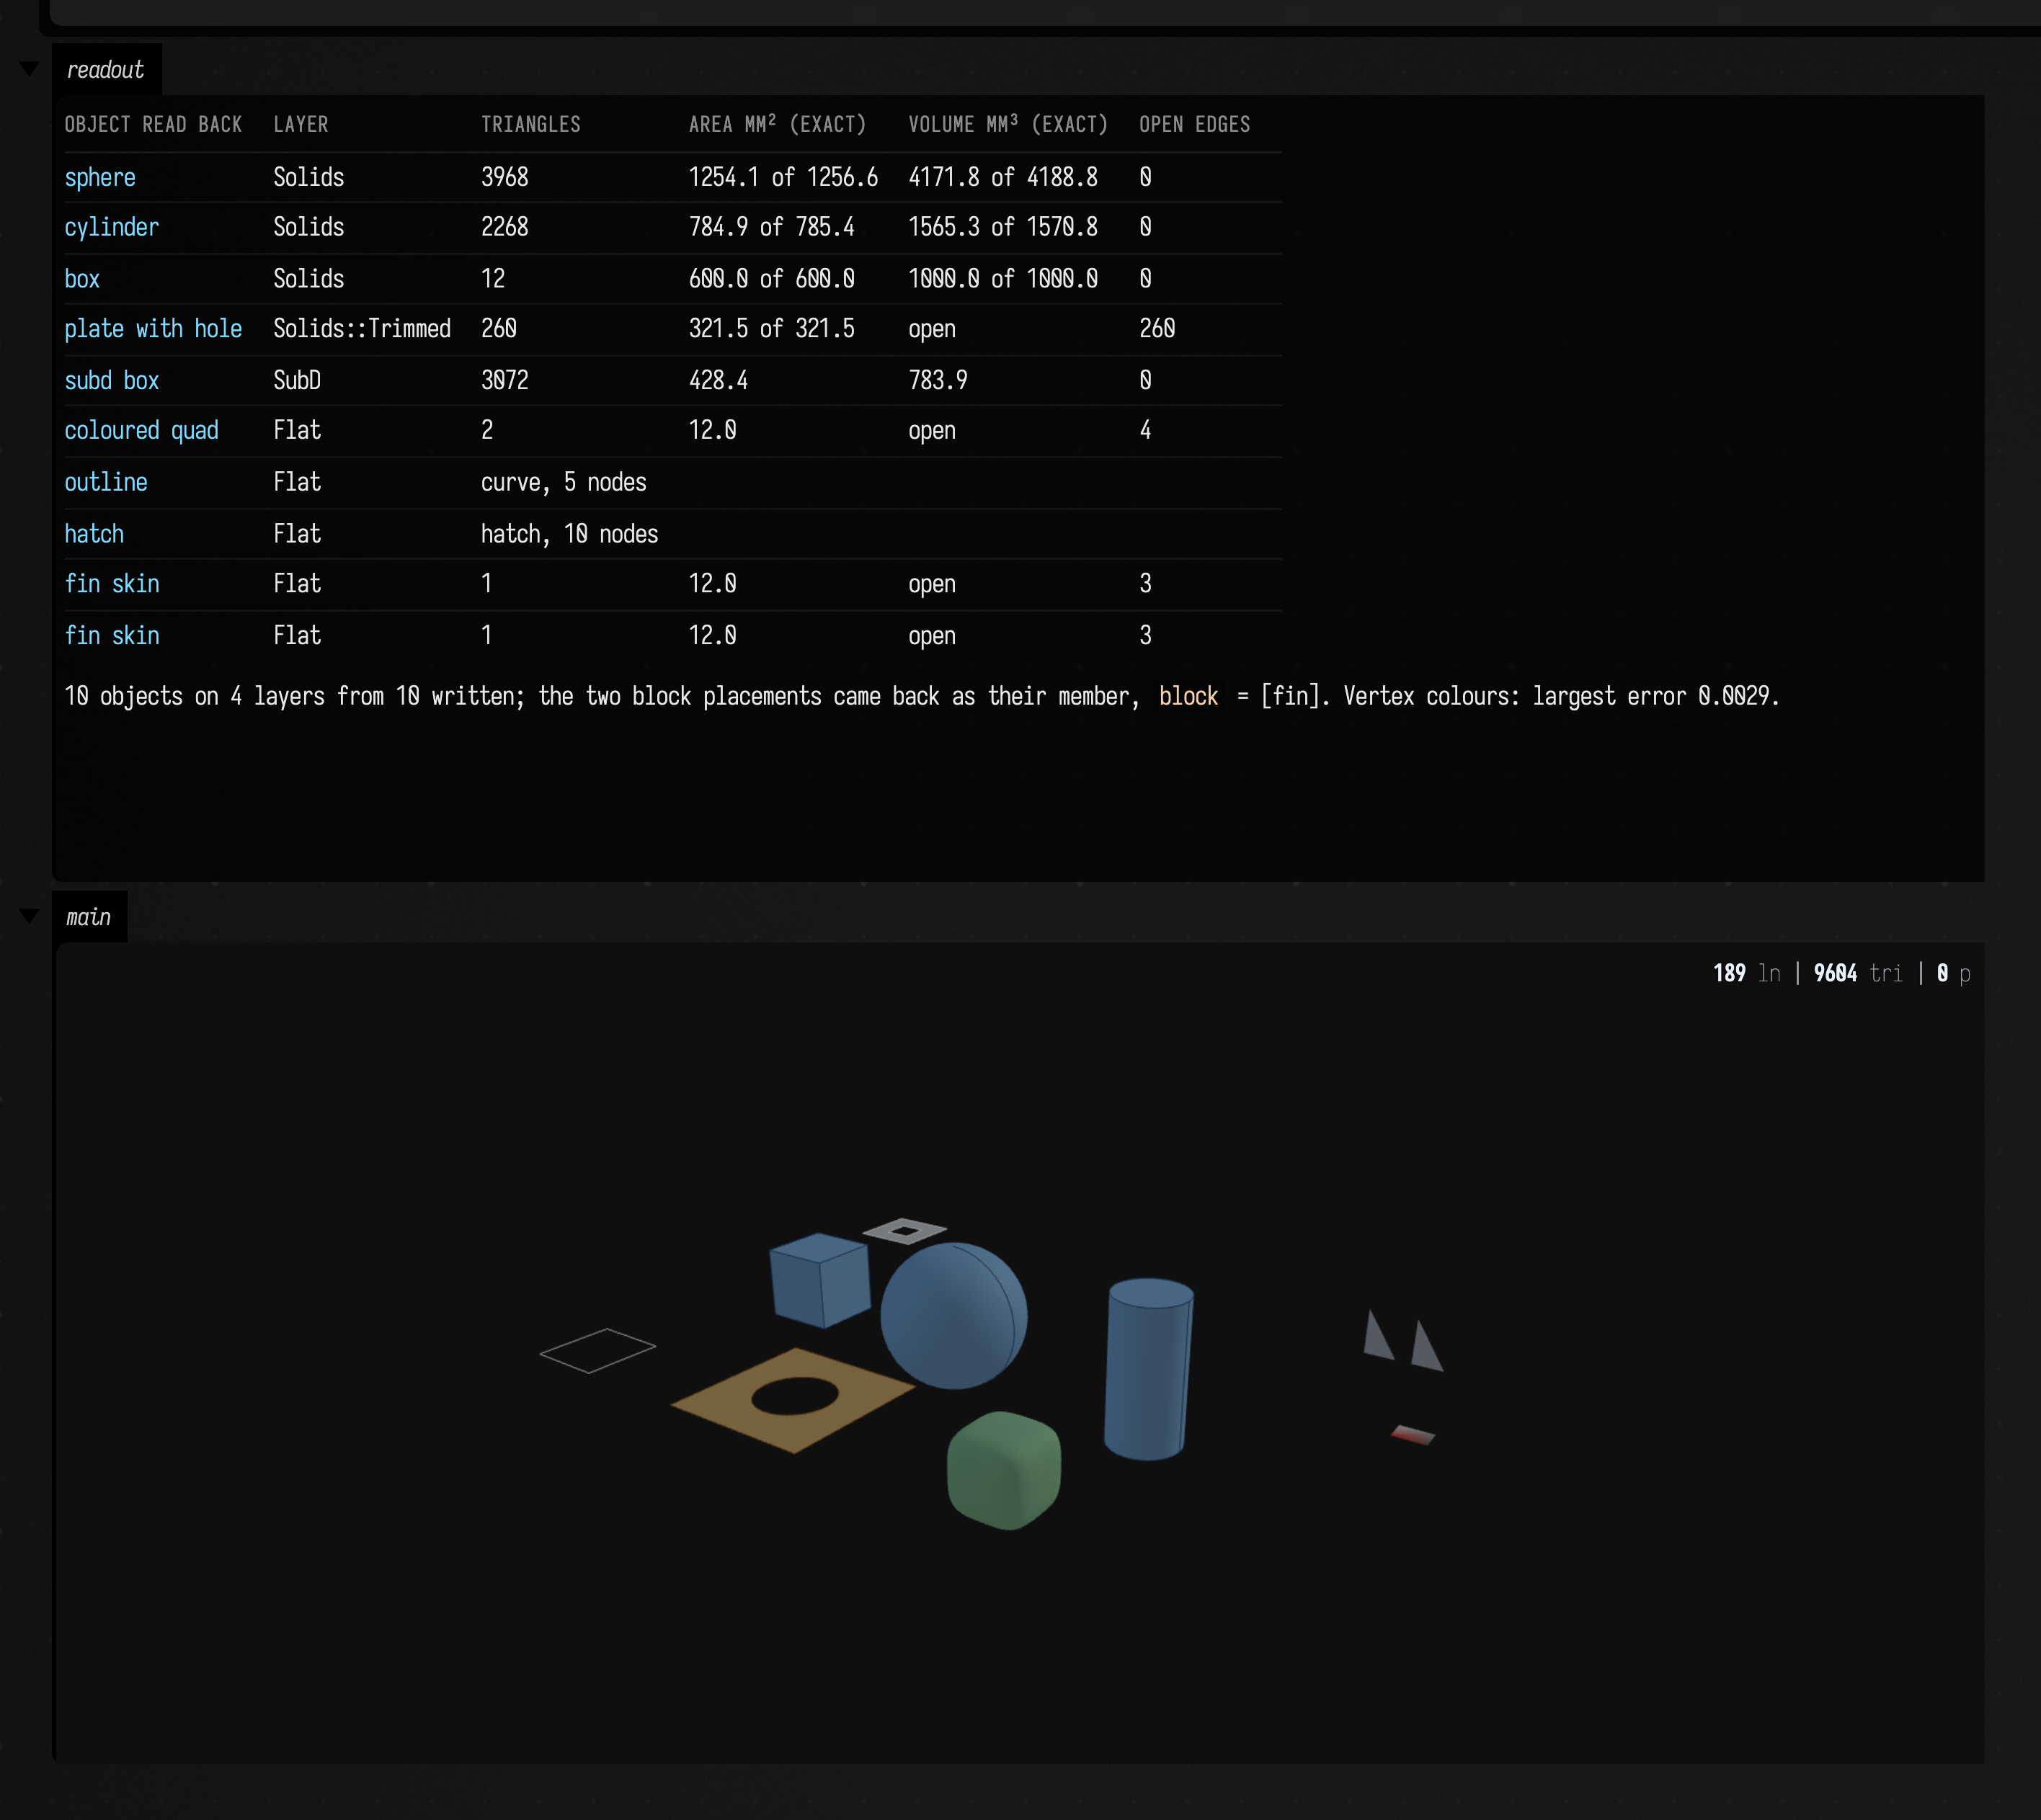 readout
OBJECT READ BACK LAYER TRIANGLES AREA MM² (EXACT) VOLUME MM³ (EXACT) OPEN EDGES
sphere Solids 3968 1254.1 of 1256.6 4171.8 of 4188.8 0
cylinder Solids 2268 784.9 of 785.4 1565.3 of 1570.8 0
box Solids 12 600.0 of 600.0 1000.0 of 1000.0 0
plate with hole Solids::Trimmed 260 321.5 of 321.5 open 260
subd box SubD 3072 428.4 783.9 0
coloured quad Flat 2 12.0 open 4
outline Flat curve, 5 nodes
hatch Flat hatch, 10 nodes
fin skin Flat 1 12.0 open 3
fin skin Flat 1 12.0 open 3
10 objects on 4 layers from 10 written; the two block placements came back as their member, block = [fin]. Vertex colours: largest error 0.0029.
main
189 ln | 9604 tri | 0 p